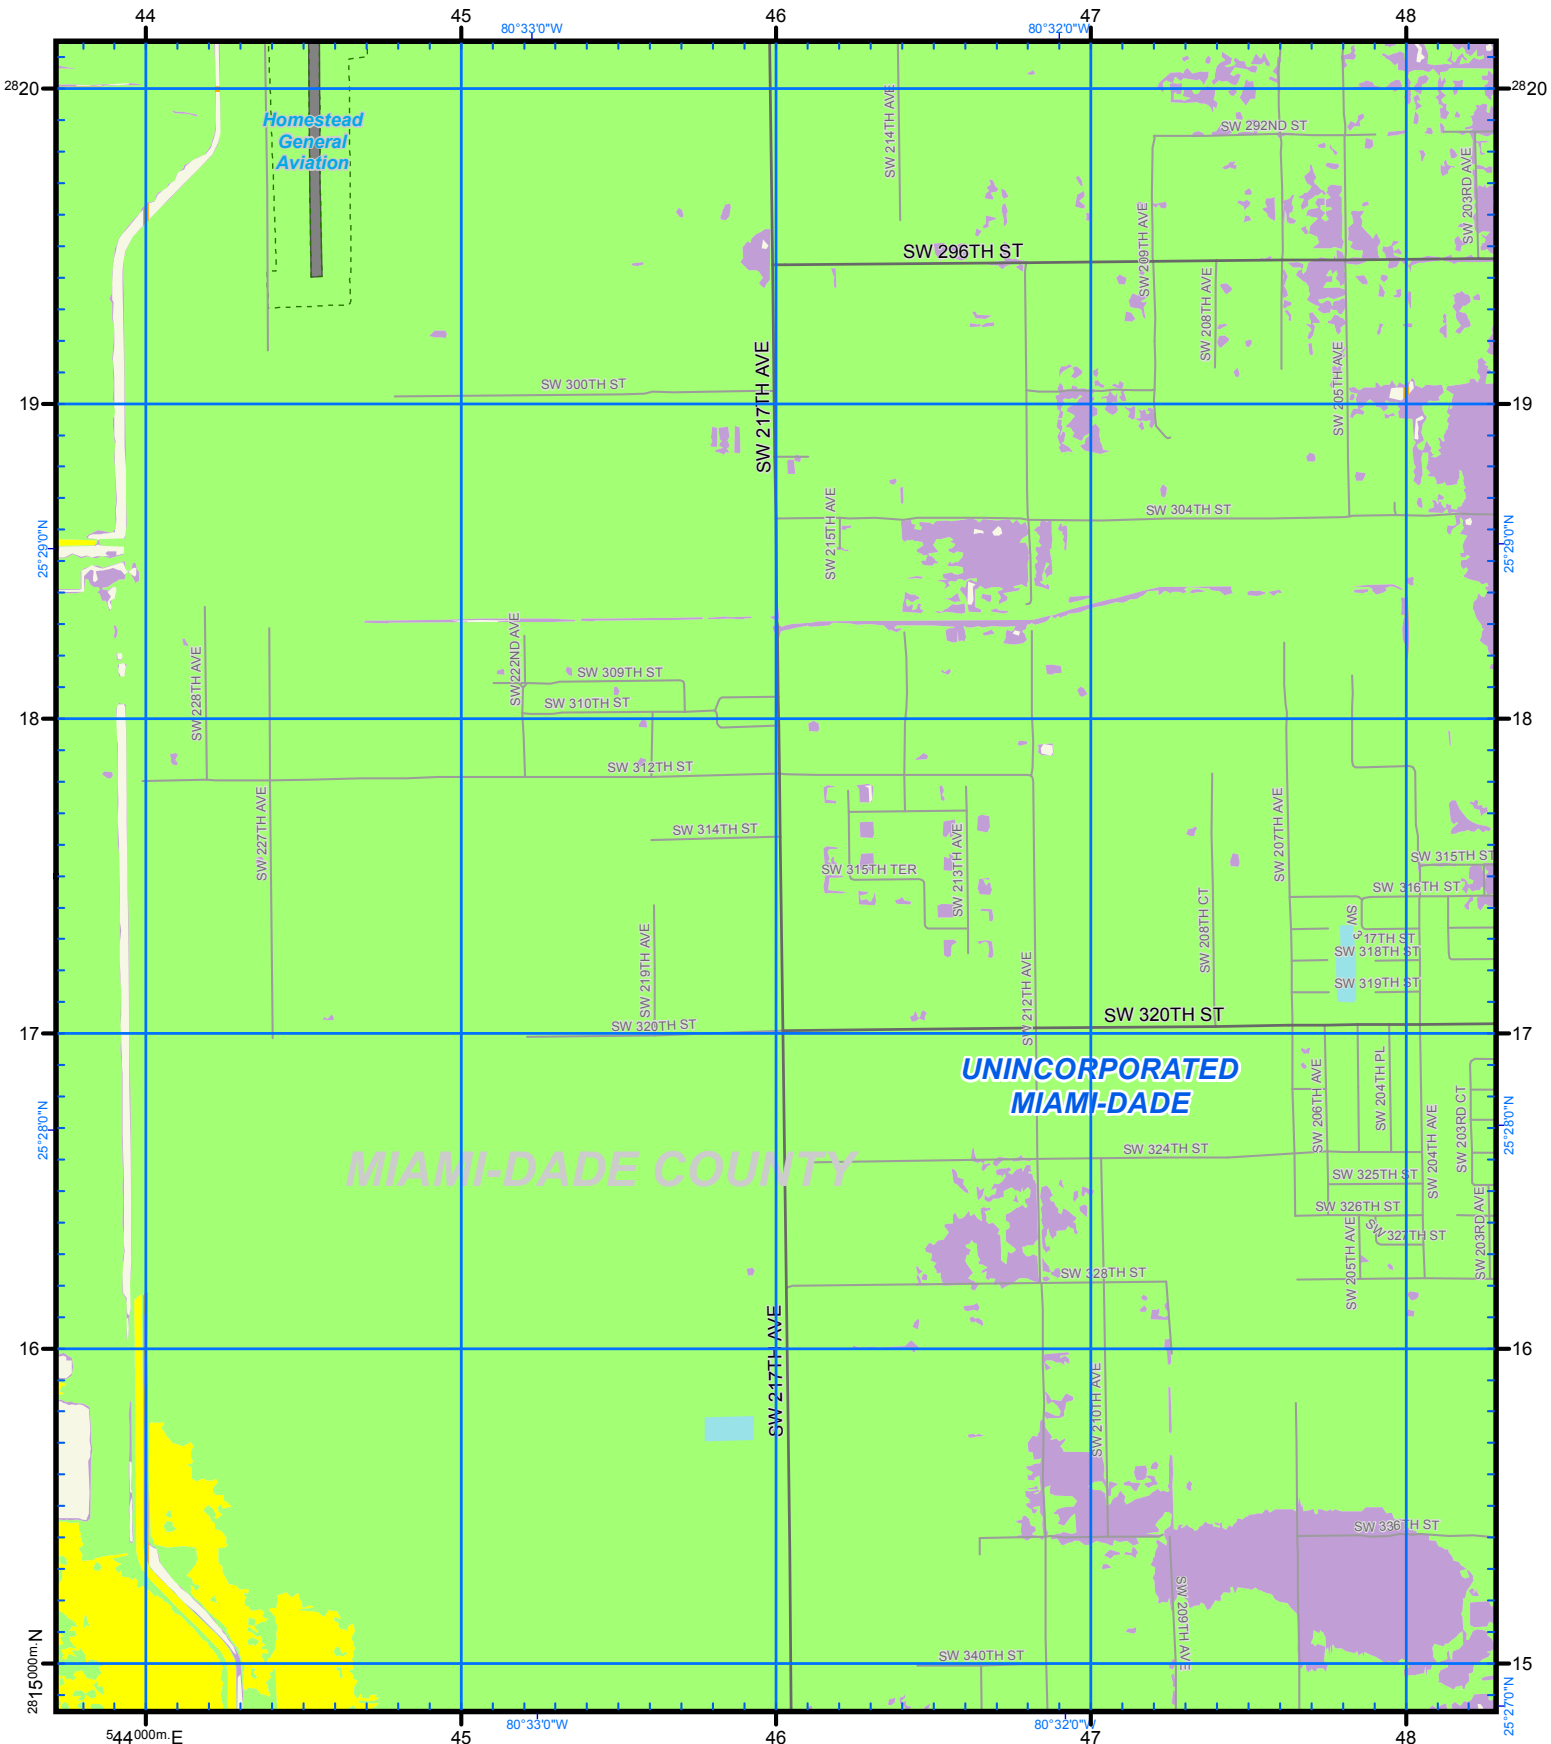 44
45
46
47
48
80°33'0"W
80°32'0"W
2820
2820
Homestead
General
Aviation
SW 214TH AVE
SW 292ND ST
SW 203RD AVE
SW 209TH AVE
SW 296TH ST
SW 208TH AVE
SW 217TH AVE
SW 205TH AVE
SW 300TH ST
19
19
SW 304TH ST
SW 215TH AVE
25°29'0"N
25°29'0"N
SW 222ND AVE
SW 228TH AVE
SW 309TH ST
SW 310TH ST
18
18
SW 312TH ST
SW 227TH AVE
SW 207TH AVE
SW 314TH ST
SW 213TH AVE
SW 315TH ST
SW 315TH TER
SW 316TH ST
SW 208TH CT
SW 317TH ST
SW 318TH ST
SW 319TH ST
SW 219TH AVE
SW 212TH AVE
SW 320TH ST
SW 320TH ST
17
17
UNINCORPORATED
MIAMI-DADE
SW 206TH AVE
SW 204TH PL
SW 203RD CT
SW 204TH AVE
25°28'0"N
25°28'0"N
SW 324TH ST
MIAMI-DADE COUNTY
SW 325TH ST
SW 326TH ST
SW 327TH ST
SW 205TH AVE
SW 203RD AVE
SW 328TH ST
16
16
SW 217TH AVE
SW 210TH AVE
SW 336TH ST
SW 209TH AVE
SW 340TH ST
2815000m.N
15
25°27'0"N
544000m.E
45
80°33'0"W
46
80°32'0"W
47
48